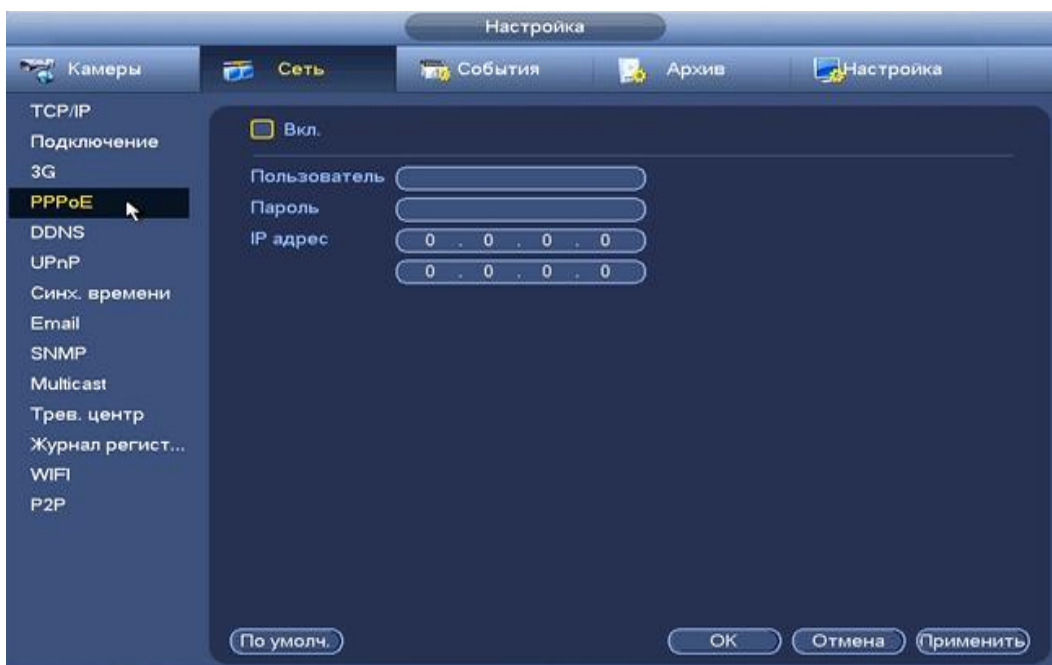 Настройка
Камеры
Сеть
События
Архив
Настройка
TCP/IP
Подключение
3G
PPPoE
DDNS
UPnP
Синх. времени
Email
SNMP
Multicast
Трев. центр
Журнал регист...
WIFI
P2P
Вкл.
Пользователь
Пароль
IP адрес 0 . 0 . 0 . 0
0 . 0 . 0 . 0
По умолч.
OK
Отмена
Применить